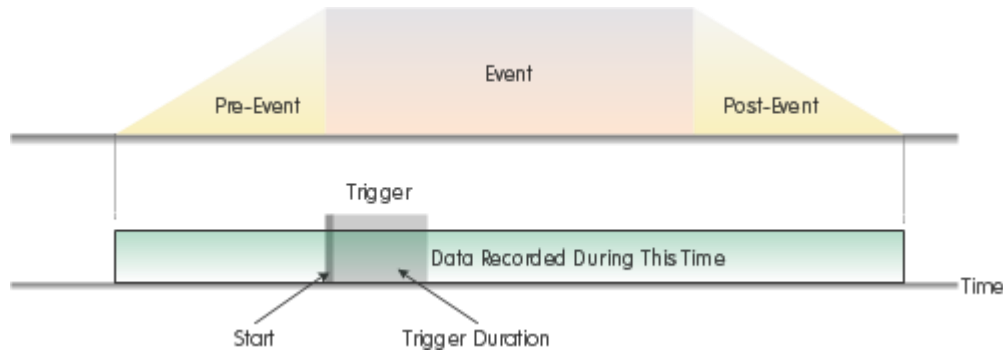 Event
Pre-Event
Post-Event
Trigger
Data Recorded During This Time
Time
Start
Trigger Duration